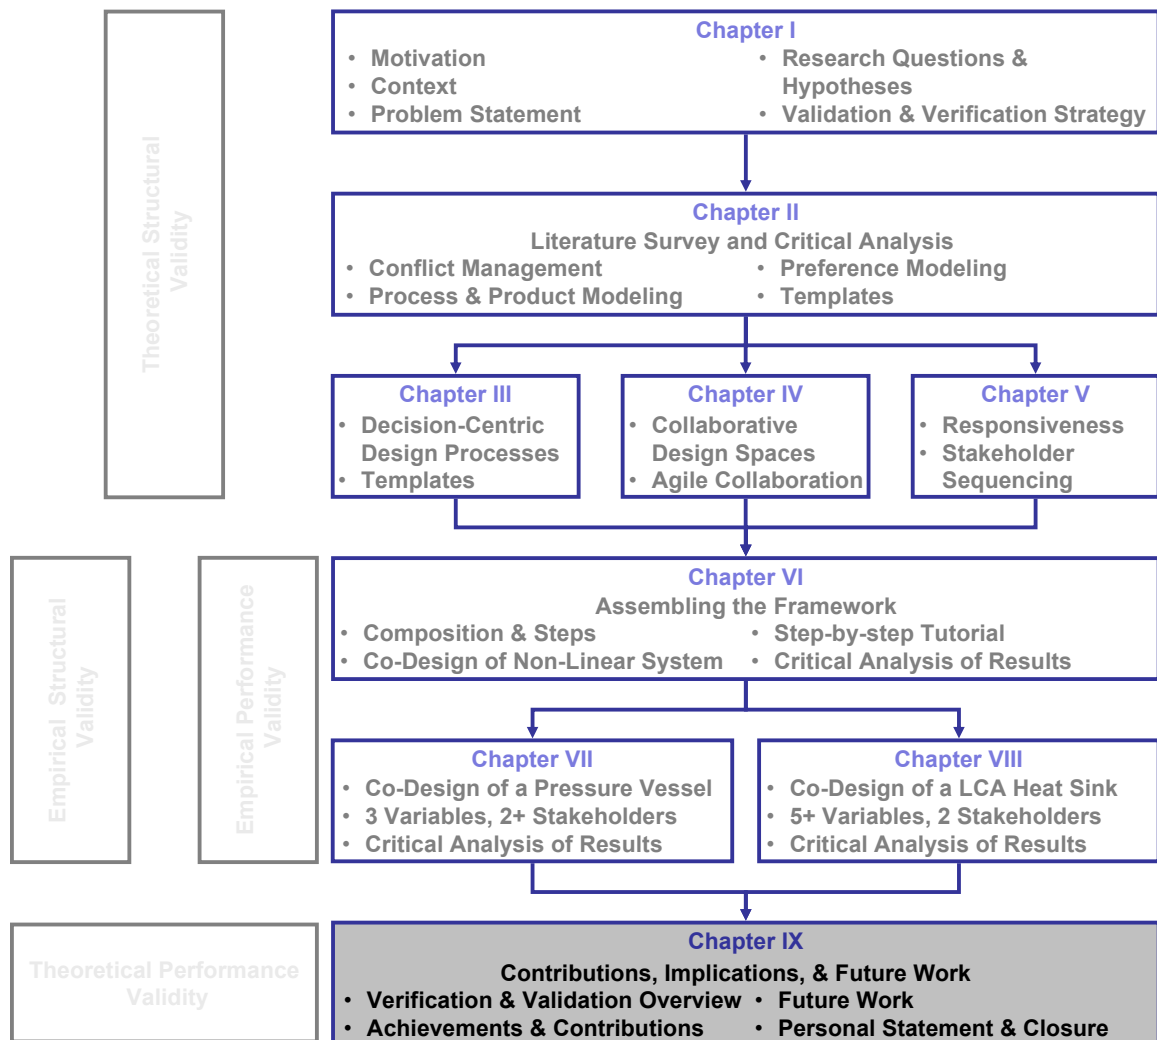 Chapter I
• Motivation
• Context
• Problem Statement
• Research Questions &
Hypotheses
• Validation & Verification Strategy
Theoretical Structural
Validity
Chapter II
Literature Survey and Critical Analysis
• Conflict Management
• Process & Product Modeling
• Preference Modeling
• Templates
Chapter III
• Decision-Centric
Design Processes
• Templates
Chapter IV
• Collaborative
Design Spaces
• Agile Collaboration
Chapter V
• Responsiveness
• Stakeholder
Sequencing
Empirical Structural
Validity
Empirical Performance
Validity
Chapter VI
Assembling the Framework
• Composition & Steps
• Co-Design of Non-Linear System
• Step-by-step Tutorial
• Critical Analysis of Results
Chapter VII
• Co-Design of a Pressure Vessel
• 3 Variables, 2+ Stakeholders
• Critical Analysis of Results
Chapter VIII
• Co-Design of a LCA Heat Sink
• 5+ Variables, 2 Stakeholders
• Critical Analysis of Results
Theoretical Performance
Validity
Chapter IX
Contributions, Implications, & Future Work
• Verification & Validation Overview
• Achievements & Contributions
• Future Work
• Personal Statement & Closure